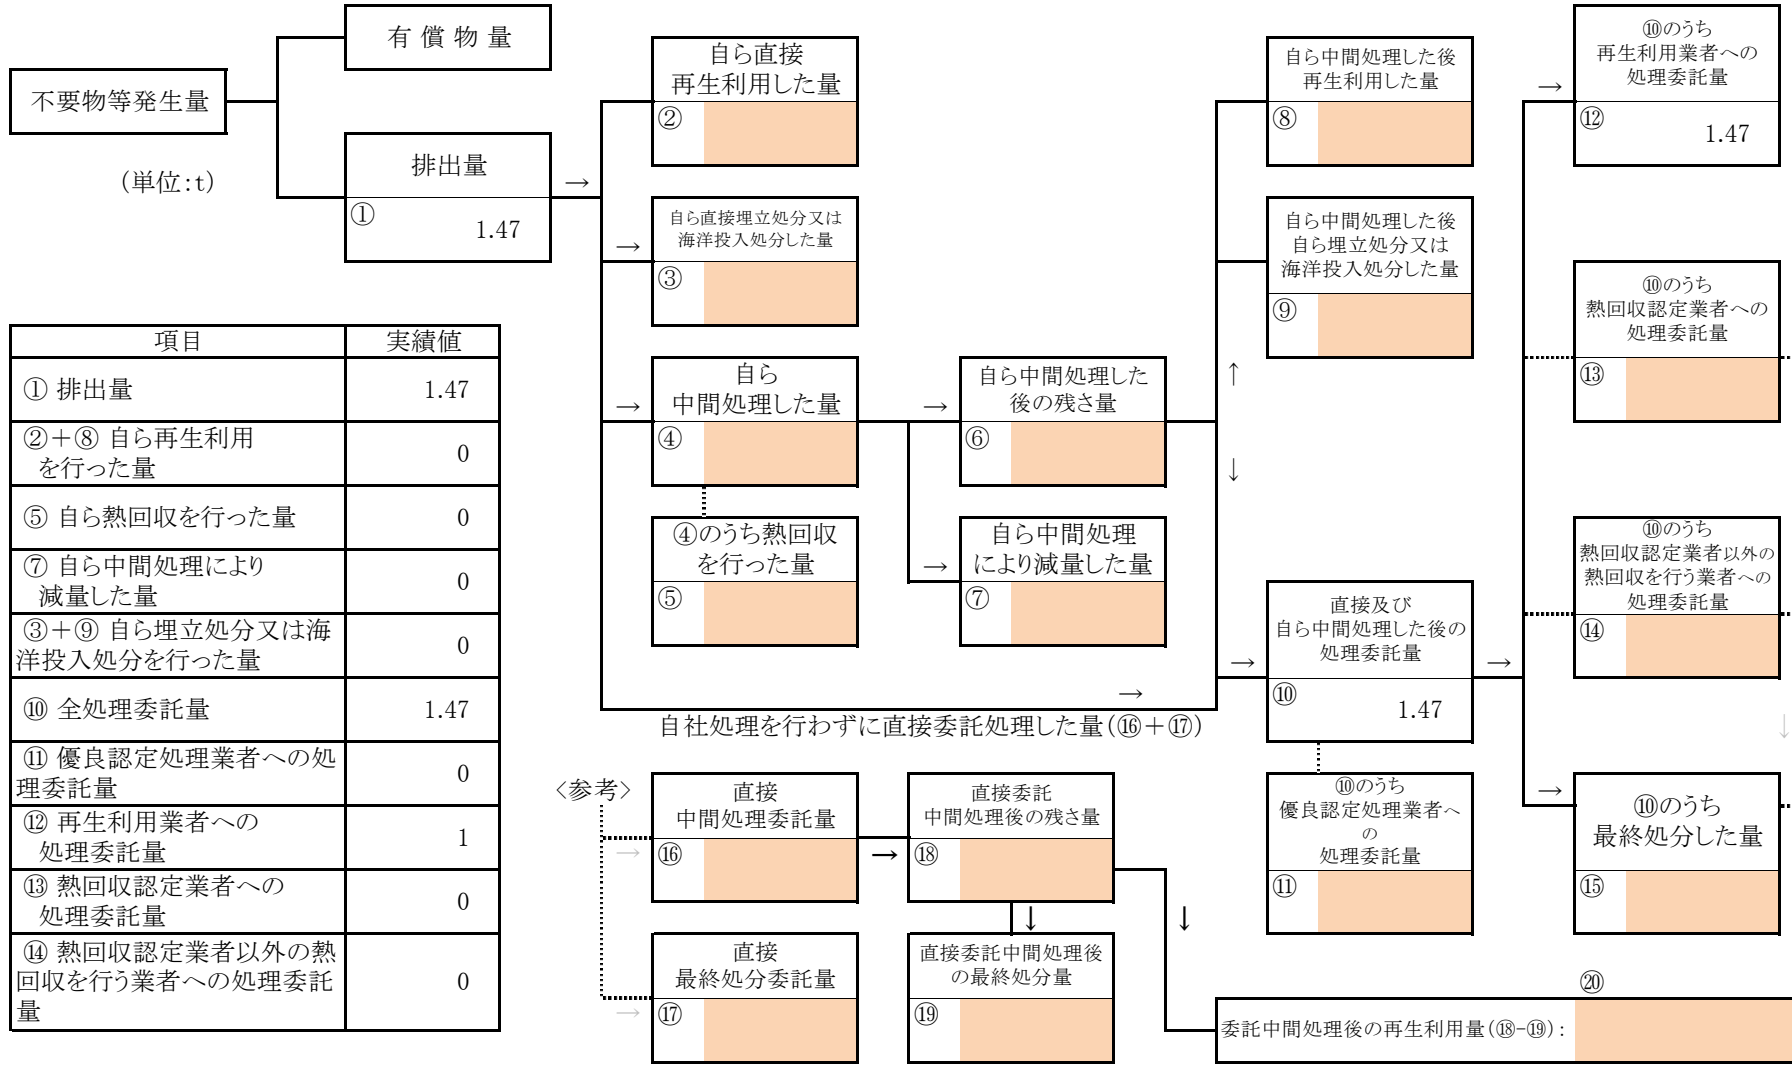 有 償 物 量
不要物等発生量
(単位:t)
排出量
①
1.47
→
自ら直接
再生利用した量
②
→
自ら直接埋立処分又は
海洋投入処分した量
③
→
自ら
中間処理した量
④
④のうち熱回収
を行った量
⑤
→
自ら中間処理した
後の残さ量
⑥
→
自ら中間処理
により減量した量
⑦
↑
↓
自ら中間処理した後
再生利用した量
⑧
自ら中間処理した後
自ら埋立処分又は
海洋投入処分した量
⑨
→
直接及び
自ら中間処理した後の
処理委託量
⑩
1.47
→
自社処理を行わずに直接委託処理した量(⑯+⑰)
⑩のうち
優良認定処理業者へ
の
処理委託量
⑪
→
→
⑩のうち
再生利用業者への
処理委託量
⑫
1.47
⑩のうち
熱回収認定業者への
処理委託量
⑬
⑩のうち
熱回収認定業者以外の
熱回収を行う業者への
処理委託量
⑭
↓
→
⑩のうち
最終処分した量
⑮
項目 実績値
① 排出量 1.47
②+⑧ 自ら再生利用
を行った量 0
⑤ 自ら熱回収を行った量 0
⑦ 自ら中間処理により
減量した量 0
③+⑨ 自ら埋立処分又は海
洋投入処分を行った量 0
⑩ 全処理委託量 1.47
⑪ 優良認定処理業者への処
理委託量 0
⑫ 再生利用業者への
処理委託量 1
⑬ 熱回収認定業者への
処理委託量 0
⑭ 熱回収認定業者以外の熱
回収を行う業者への処理委託
量 0
<参考>
→
直接
中間処理委託量
⑯
→
直接委託
中間処理後の残さ量
⑱
↓
↓
→
直接
最終処分委託量
⑰
直接委託中間処理後
の最終処分量
⑲
⑳
委託中間処理後の再生利用量(⑱-⑲):